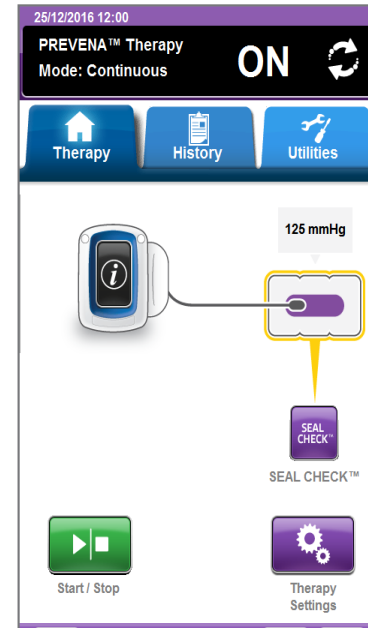 25/12/2016 12:00
PREVENA™ Therapy
Mode: Continuous
ON
Therapy
History
Utilities
125 mmHg
i
SEAL
CHECK™
SEAL CHECK™
Start / Stop
Therapy
Settings